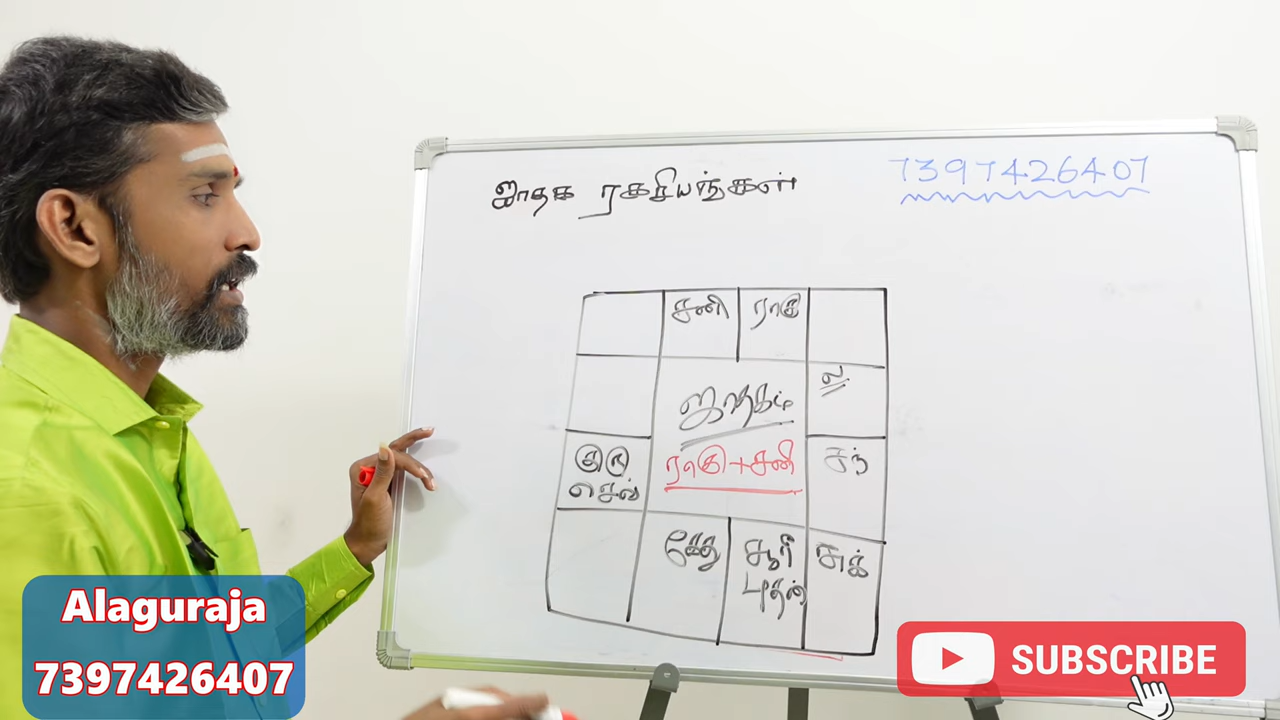 ஜாதக ரகசியங்கள்
7397426407
சனி
ராகு
ல
ஜாதகம்
ராகு+சனி
சந்
குரு
செவ்
கேது
சூரி
புதன்
சுக்
Alaguraja
7397426407
SUBSCRIBE